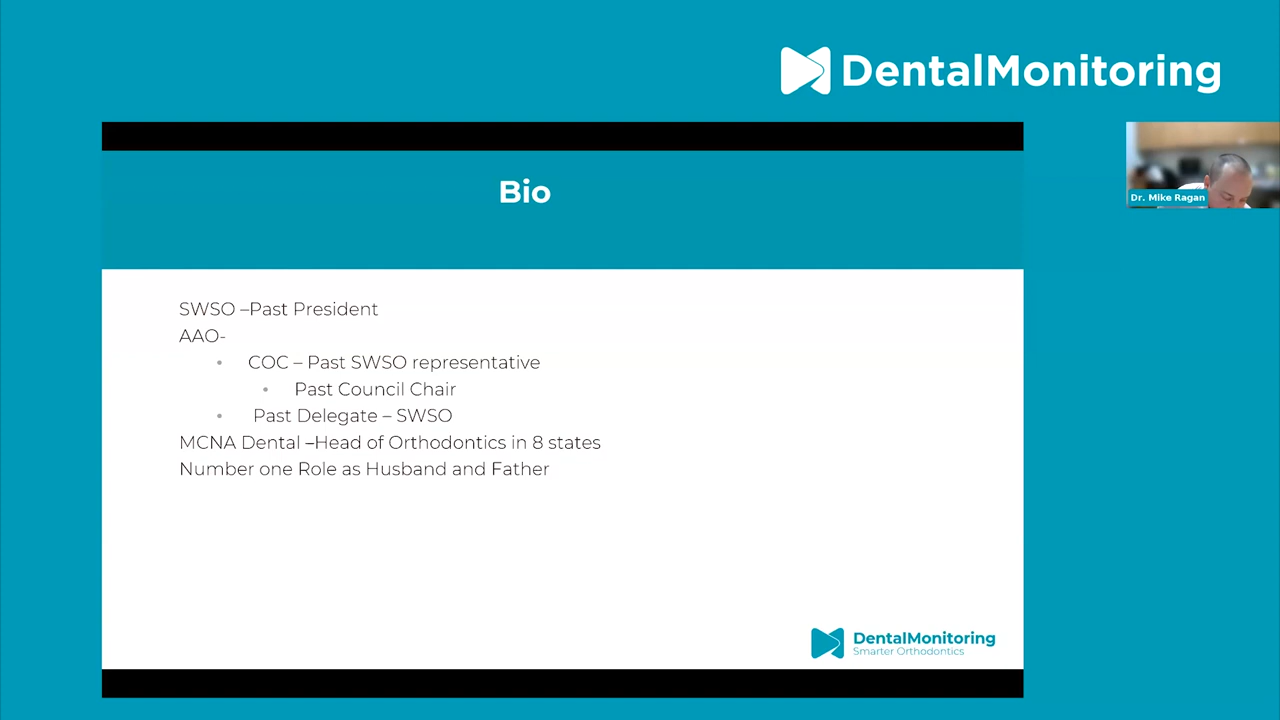 DentalMonitoring
Bio
Dr. Mike Ragan
SWSO –Past President
AAO-
• COC – Past SWSO representative
• Past Council Chair
• Past Delegate – SWSO
MCNA Dental –Head of Orthodontics in 8 states
Number one Role as Husband and Father
DentalMonitoring
Smarter Orthodontics